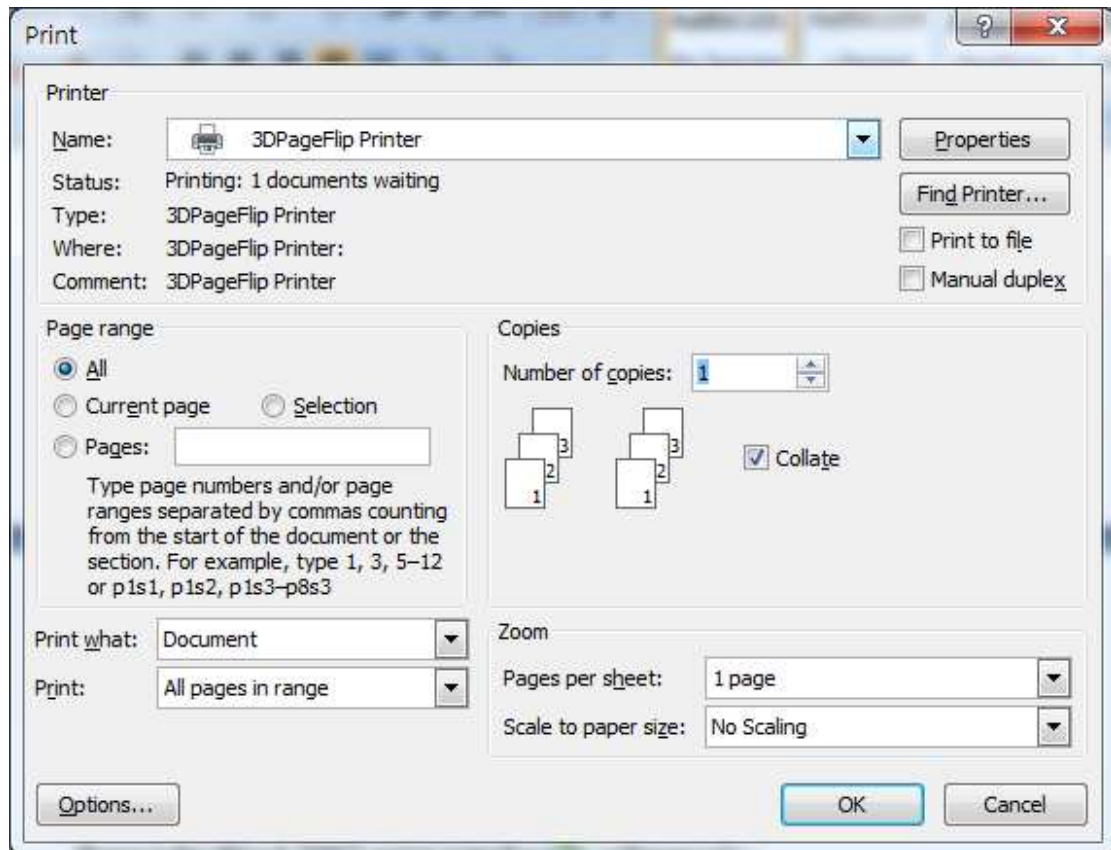 Print
Printer
Name: 3DPageFlip Printer Properties
Status: Printing: 1 documents waiting Find Printer...
Type: 3DPageFlip Printer
Where: 3DPageFlip Printer: Print to file
Comment: 3DPageFlip Printer Manual duplex
Page range
All
Current page Selection
Pages:
Type page numbers and/or page
ranges separated by commas counting
from the start of the document or the
section. For example, type 1, 3, 5–12
or p1s1, p1s2, p1s3–p8s3
Copies
Number of copies: 1
3 3
2 2
1 1
Collate
Print what: Document
Print: All pages in range
Zoom
Pages per sheet: 1 page
Scale to paper size: No Scaling
Options... OK Cancel